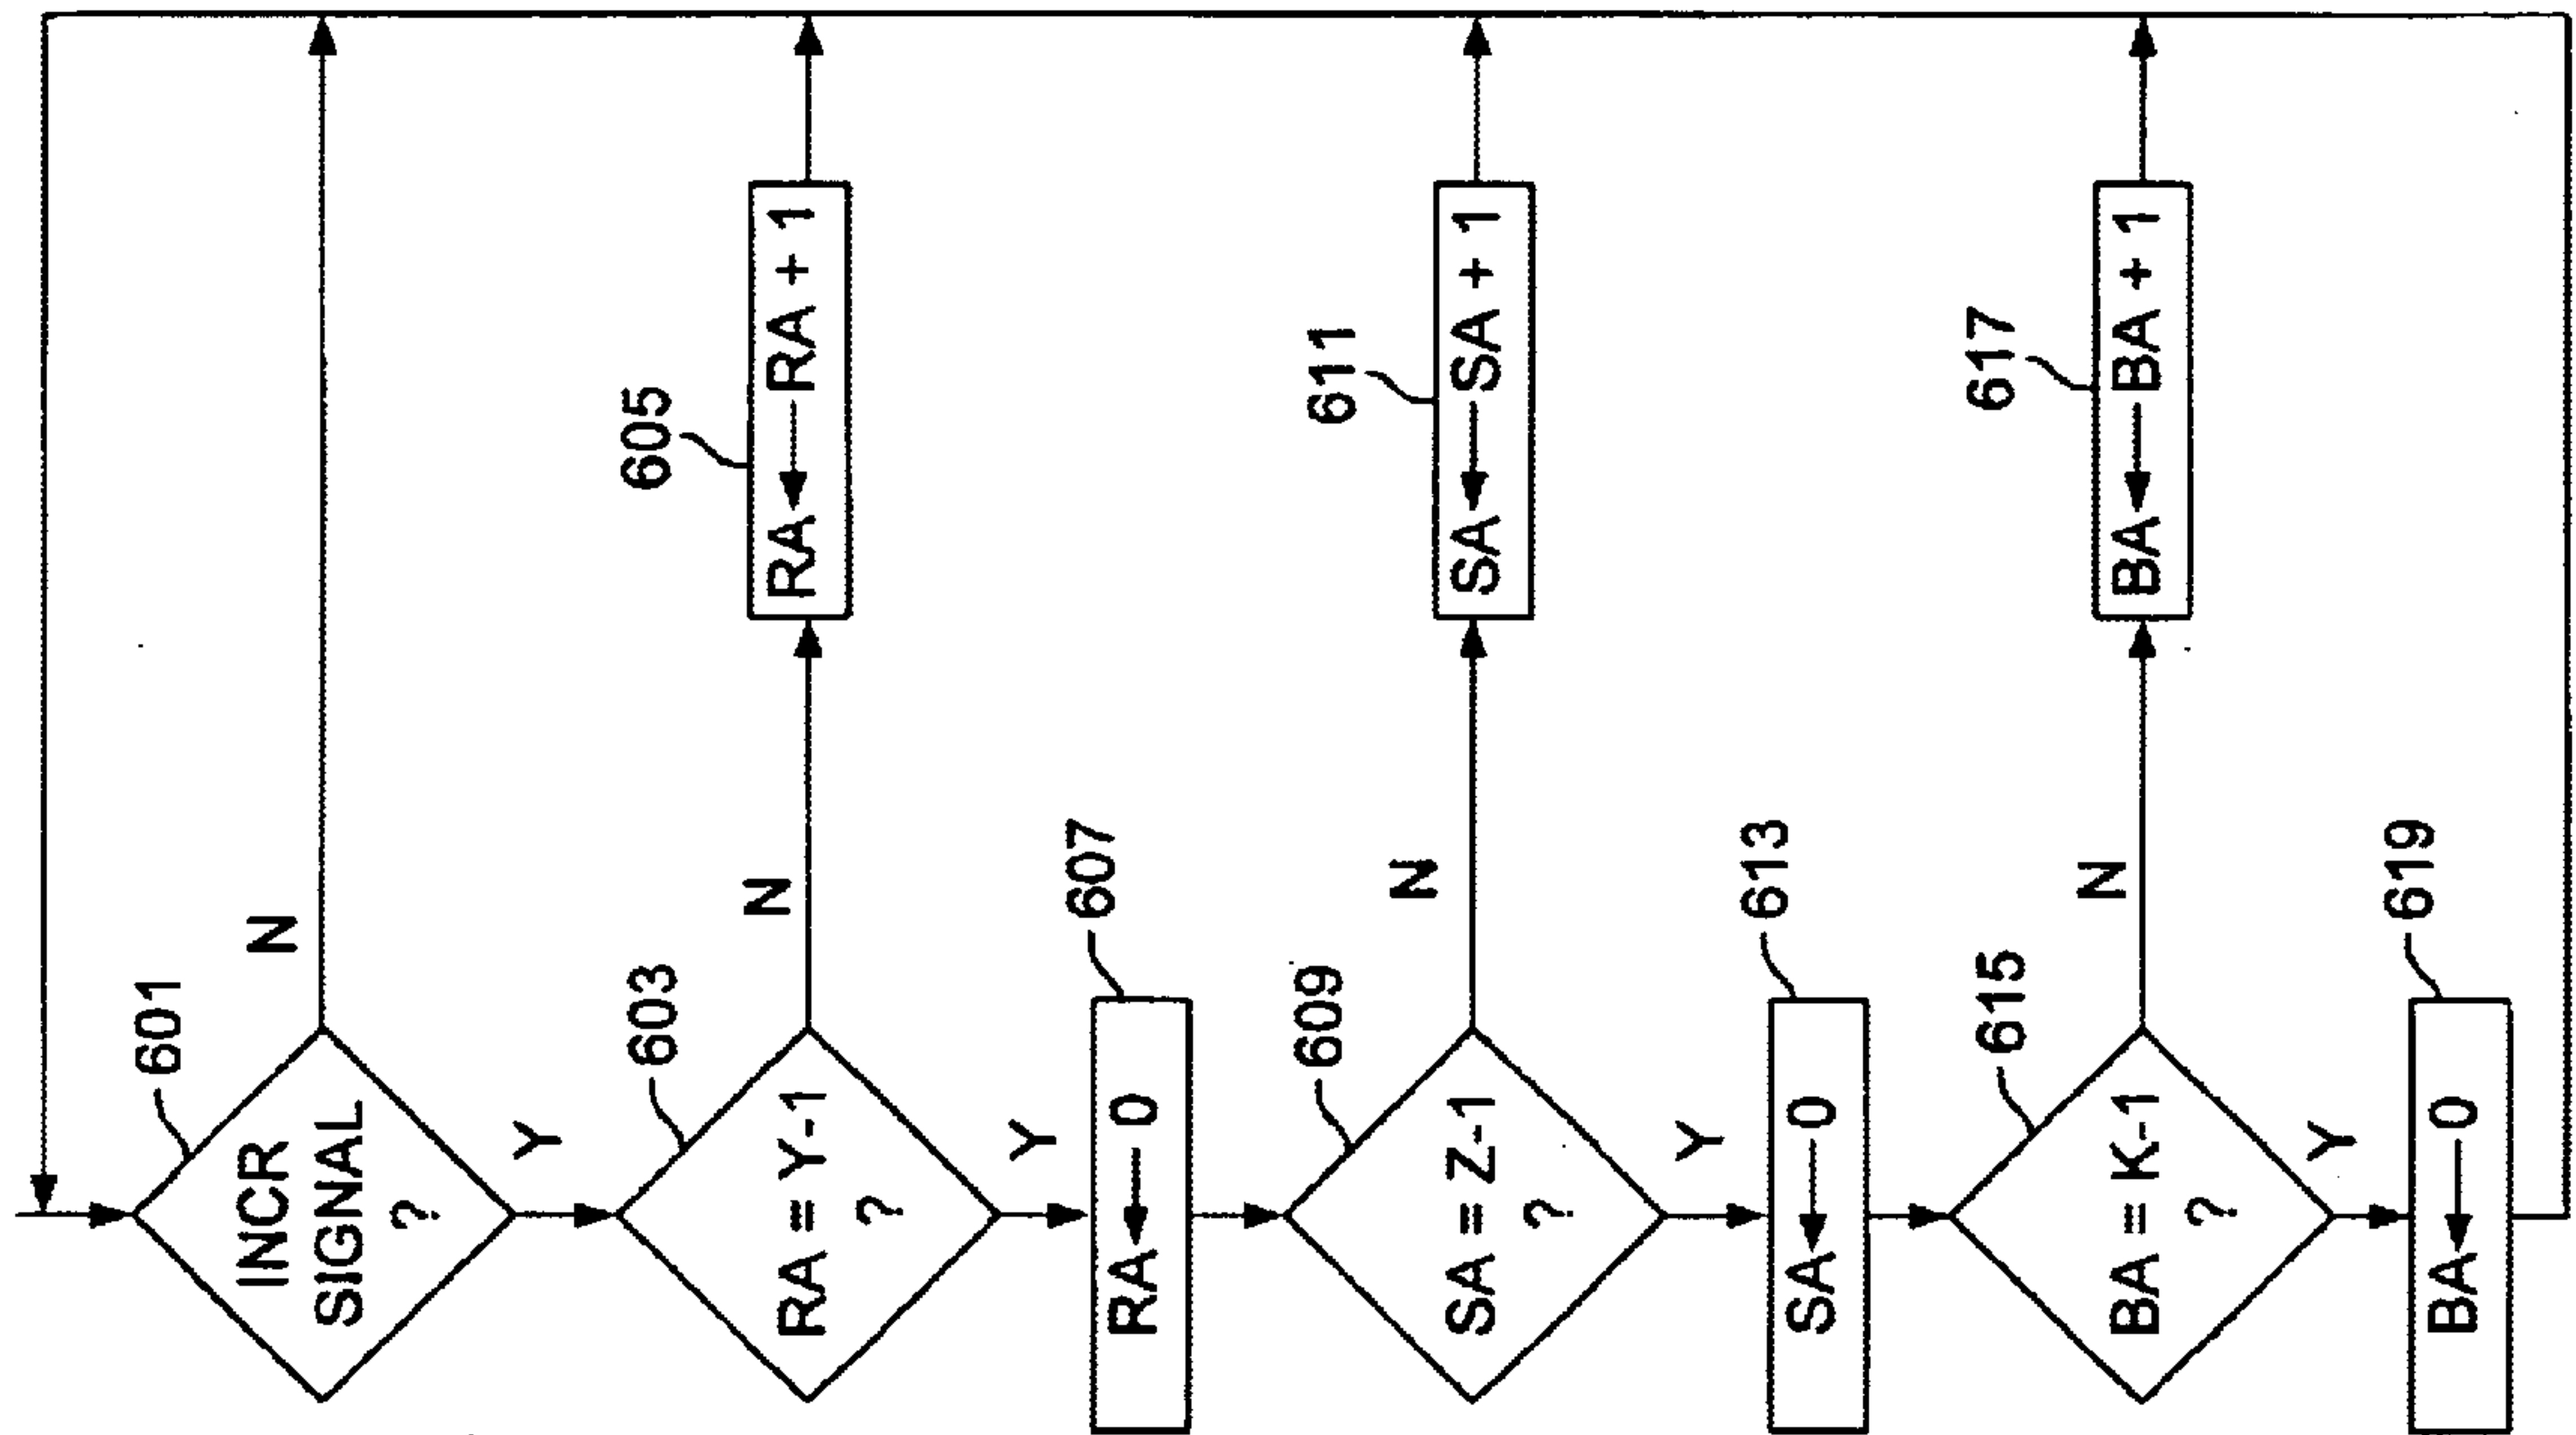 601
INCR
SIGNAL
?
N
Y
603
RA = Y-1
?
N
605
RA ← RA + 1
Y
607
RA ← 0
609
SA = Z-1
?
N
611
SA ← SA + 1
Y
613
SA ← 0
615
BA = K-1
?
N
617
BA ← BA + 1
Y
619
BA ← 0